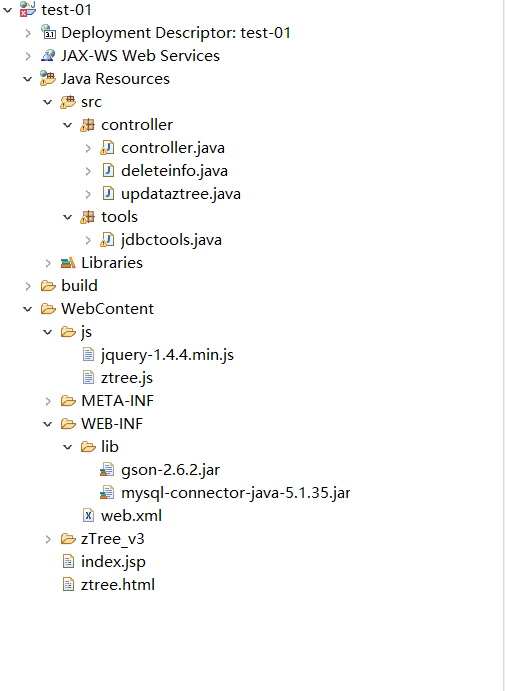 test-01
Deployment Descriptor: test-01
JAX-WS Web Services
Java Resources
src
controller
controller.java
deleteinfo.java
updataztree.java
tools
jdbctools.java
Libraries
build
WebContent
js
jquery-1.4.4.min.js
ztree.js
META-INF
WEB-INF
lib
gson-2.6.2.jar
mysql-connector-java-5.1.35.jar
web.xml
zTree_v3
index.jsp
ztree.html